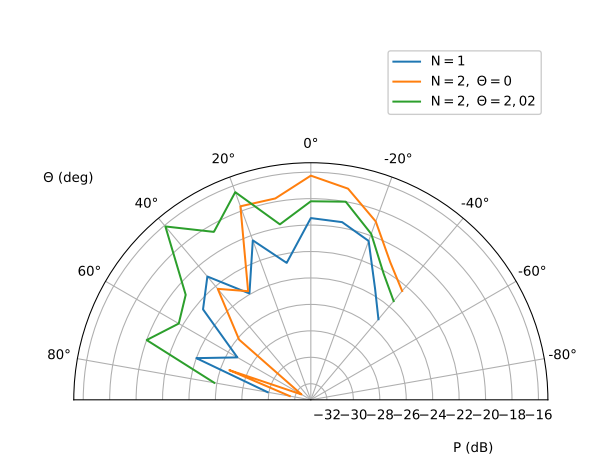 N = 1
N = 2, Θ = 0
N = 2, Θ = 2, 02
0°
20°
-20°
Θ (deg)
40°
-40°
60°
-60°
80°
-80°
−32−30−28−26−24−22−20−18−16
P (dB)